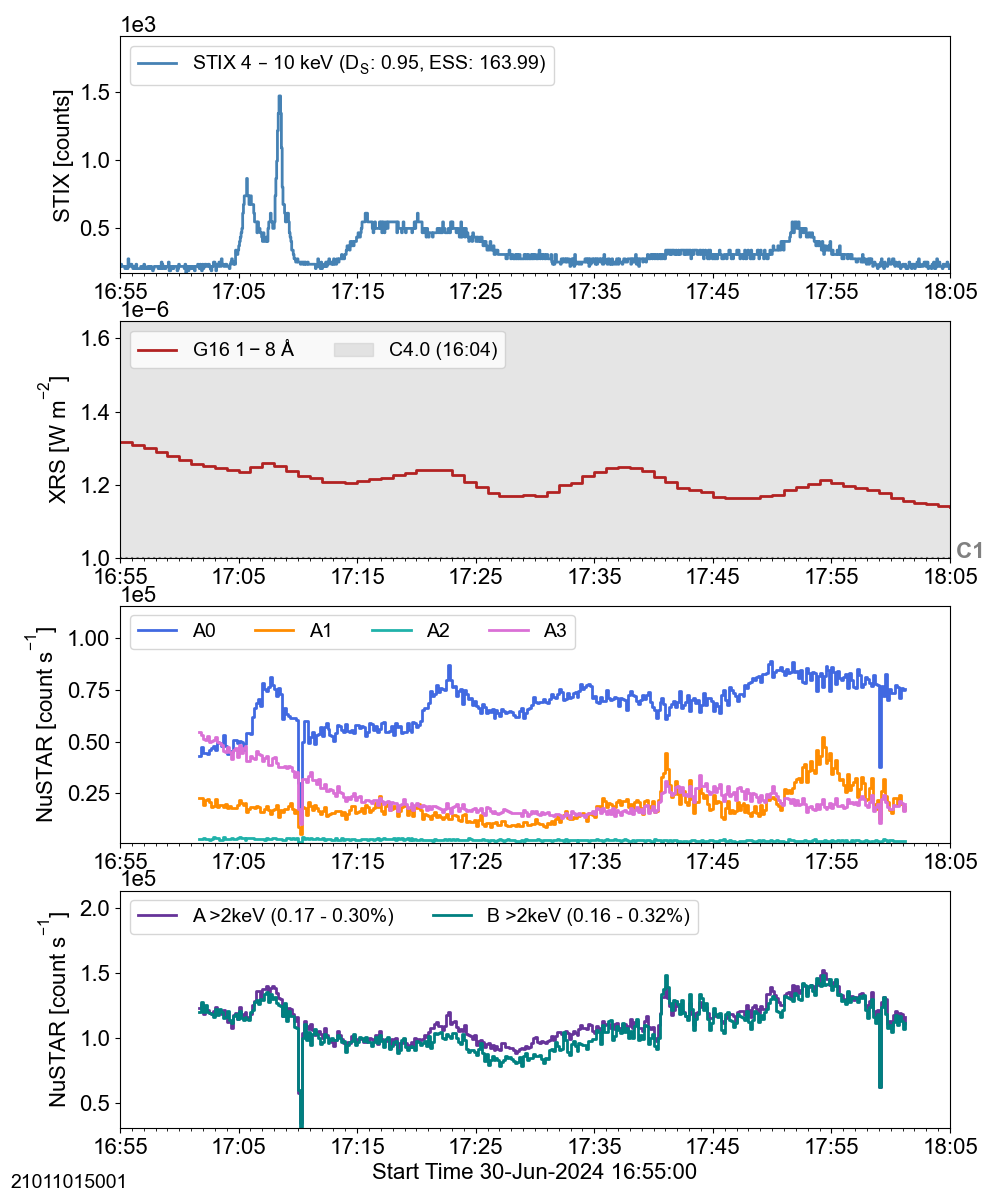 1e3
STIX 4 – 10 keV (DS: 0.95, ESS: 163.99)
STIX [counts]
1.5
1.0
0.5
16:55 17:05 17:15 17:25 17:35 17:45 17:55 18:05
1e−6
G16 1 – 8 Å C4.0 (16:04)
XRS [W m−2]
1.6
1.4
1.2
1.0
C1
16:55 17:05 17:15 17:25 17:35 17:45 17:55 18:05
1e5
A0 A1 A2 A3
NuSTAR [count s−1]
1.00
0.75
0.50
0.25
16:55 17:05 17:15 17:25 17:35 17:45 17:55 18:05
1e5
A >2keV (0.17 - 0.30%) B >2keV (0.16 - 0.32%)
NuSTAR [count s−1]
2.0
1.5
1.0
0.5
16:55 17:05 17:15 17:25 17:35 17:45 17:55 18:05
Start Time 30-Jun-2024 16:55:00
21011015001